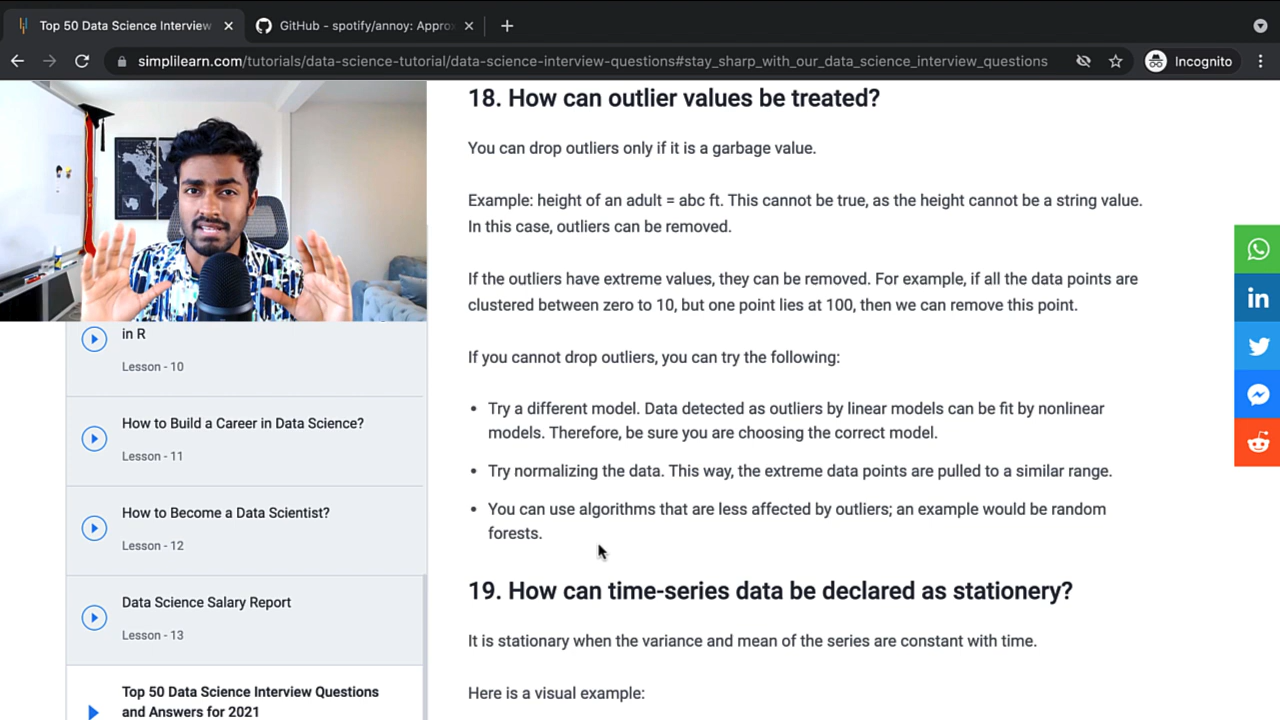 Top 50 Data Science Interview
GitHub - spotify/annoy: Appro
simplilearn.com/tutorials/data-science-tutorial/data-science-interview-questions#stay_sharp_with_our_data_science_interview_questions
Incognito
in R
Lesson - 10
How to Build a Career in Data Science?
Lesson - 11
How to Become a Data Scientist?
Lesson - 12
Data Science Salary Report
Lesson - 13
Top 50 Data Science Interview Questions
and Answers for 2021
18. How can outlier values be treated?
You can drop outliers only if it is a garbage value.
Example: height of an adult = abc ft. This cannot be true, as the height cannot be a string value.
In this case, outliers can be removed.
If the outliers have extreme values, they can be removed. For example, if all the data points are
clustered between zero to 10, but one point lies at 100, then we can remove this point.
If you cannot drop outliers, you can try the following:
• Try a different model. Data detected as outliers by linear models can be fit by nonlinear
models. Therefore, be sure you are choosing the correct model.
• Try normalizing the data. This way, the extreme data points are pulled to a similar range.
• You can use algorithms that are less affected by outliers; an example would be random
forests.
19. How can time-series data be declared as stationery?
It is stationary when the variance and mean of the series are constant with time.
Here is a visual example:
in